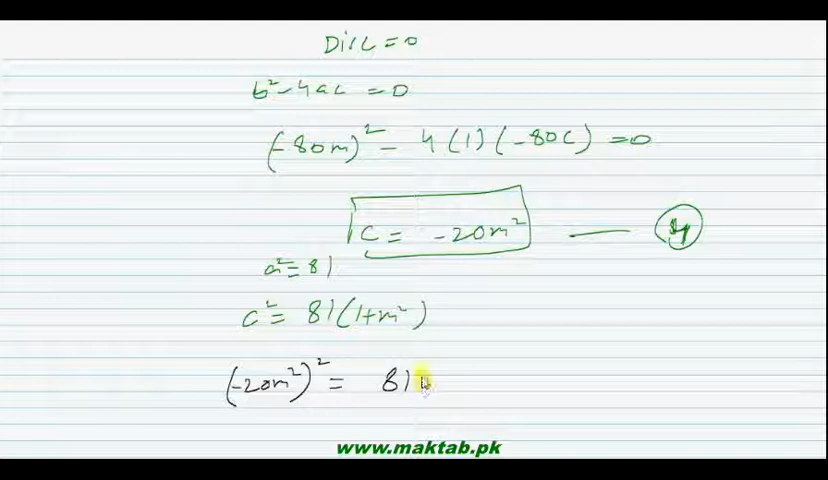 Disc = 0
b² - 4ac = 0
(-80m)² - 4(1)(-80c) = 0
c = -20m² —— 4
a² = 81
c² = 81(1+m²)
(-20m²)² = 81
www.maktab.pk